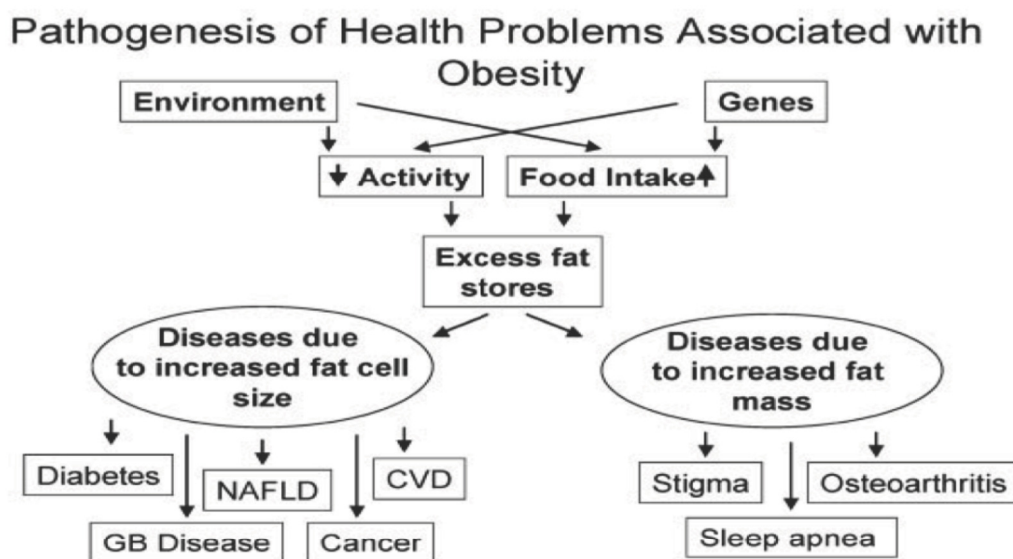 Pathogenesis of Health Problems Associated with
Obesity
Environment
Genes
Activity
Food Intake
Excess fat
stores
Diseases due
to increased fat cell
size
Diseases due
to increased fat
mass
Diabetes
NAFLD
CVD
GB Disease
Cancer
Stigma
Osteoarthritis
Sleep apnea